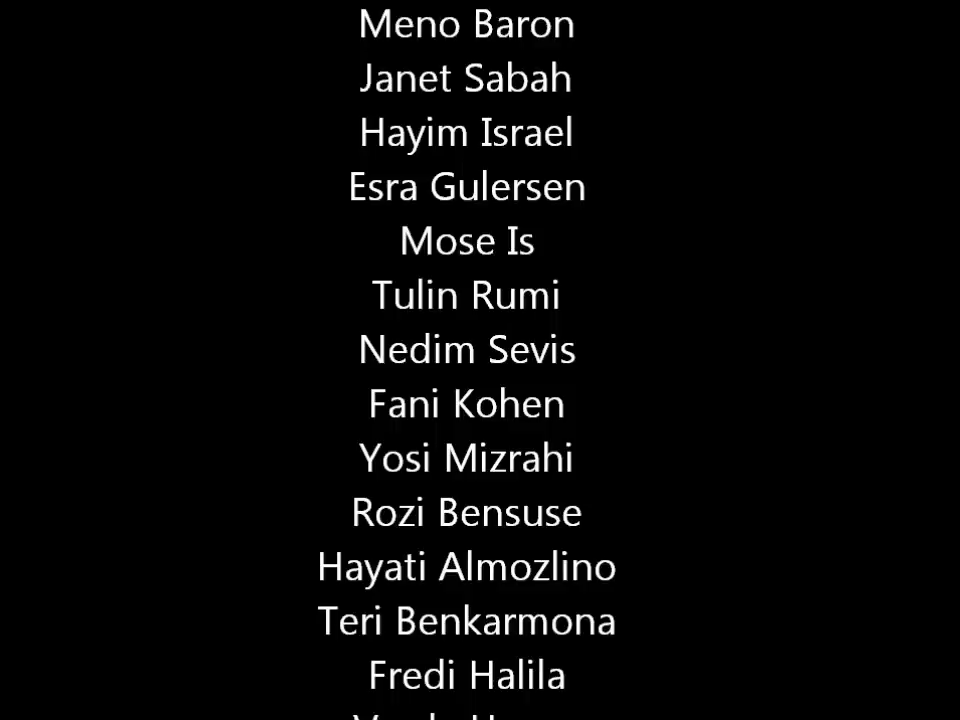 Meno Baron
Janet Sabah
Hayim Israel
Esra Gulersen
Mose Is
Tulin Rumi
Nedim Sevis
Fani Kohen
Yosi Mizrahi
Rozi Bensuse
Hayati Almozlino
Teri Benkarmona
Fredi Halila